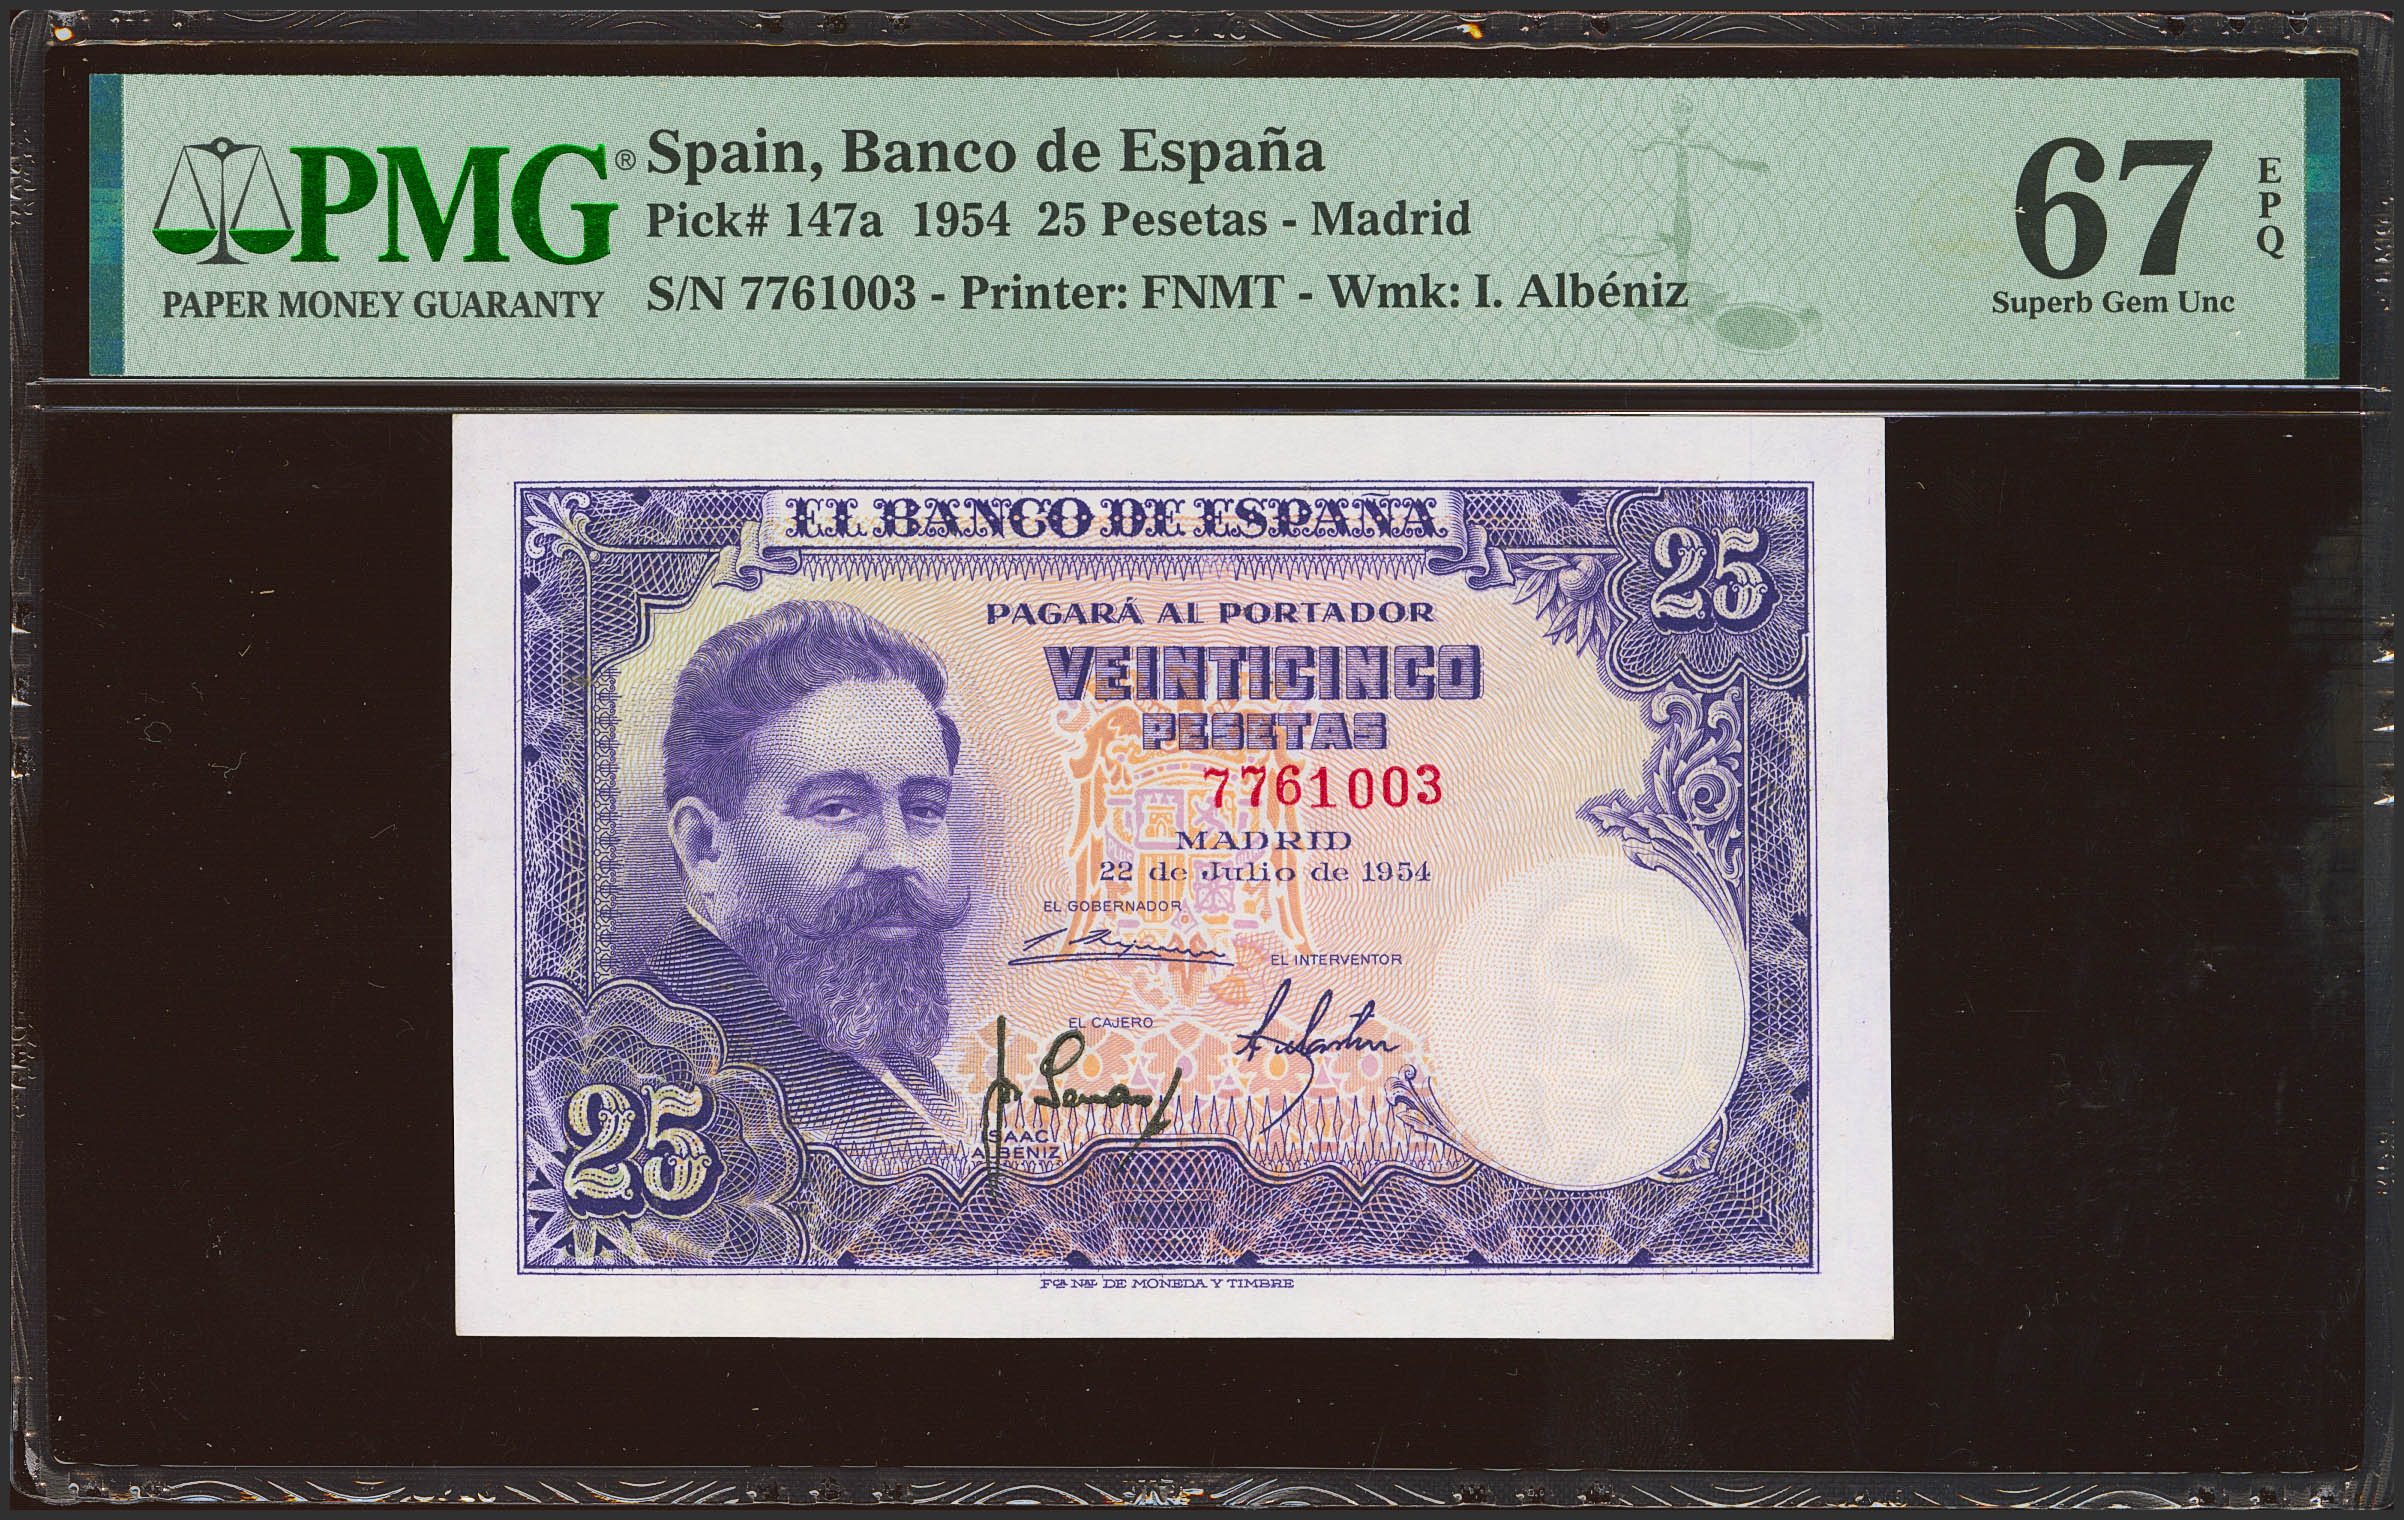 PMG®
PAPER MONEY GUARANTY
Spain, Banco de España
Pick# 147a 1954 25 Pesetas - Madrid
S/N 7761003 - Printer: FNMT - Wmk: I. Albéniz
67
EPQ
Superb Gem Unc
EL BANCO DE ESPAÑA
25
PAGARÁ AL PORTADOR
VEINTICINCO
PESETAS
7761003
MADRID
22 de Julio de 1954
EL GOBERNADOR
EL INTERVENTOR
EL CAJERO
ISAAC
ALBENIZ
25
Fca Nal DE MONEDA Y TIMBRE